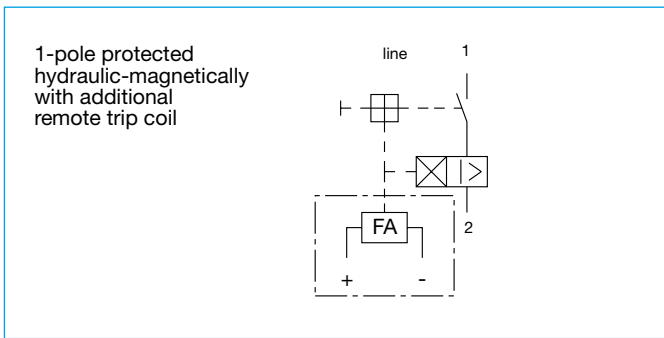 1-pole protected
hydraulic-magnetically
with additional
remote trip coil
line
1
I>
2
FA
+ -